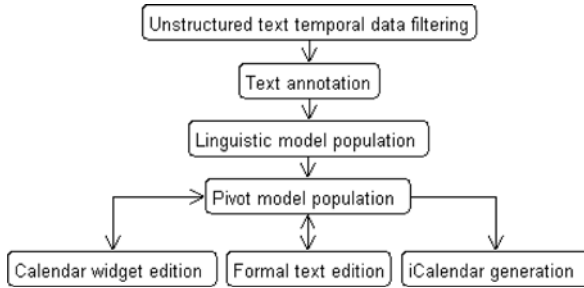 Unstructured text temporal data filtering
Text annotation
Linguistic model population
Pivot model population
Calendar widget edition
Formal text edition
iCalendar generation